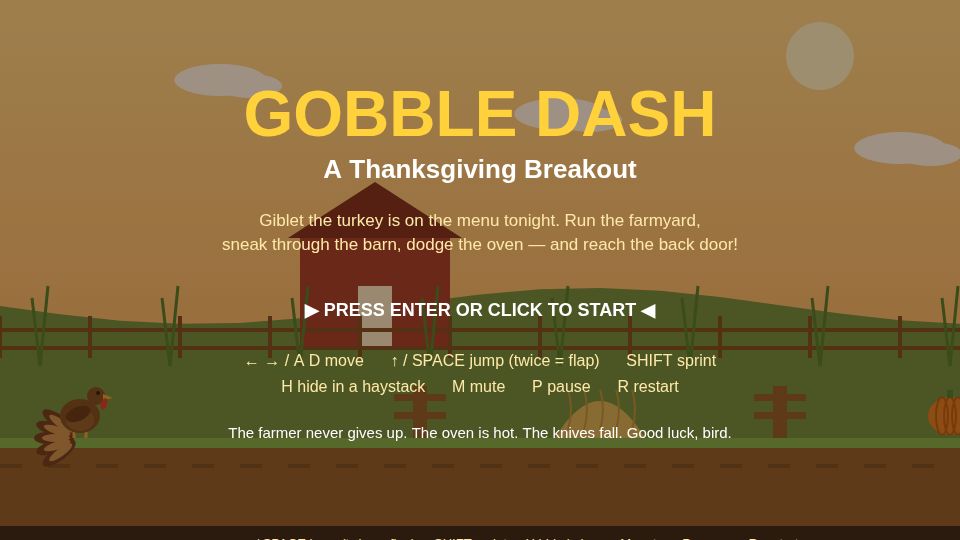 GOBBLE DASH
A Thanksgiving Breakout
Giblet the turkey is on the menu tonight. Run the farmyard,
sneak through the barn, dodge the oven — and reach the back door!
▶ PRESS ENTER OR CLICK TO START ◀
← → / A D move ↑ / SPACE jump (twice = flap) SHIFT sprint
H hide in a haystack M mute P pause R restart
The farmer never gives up. The oven is hot. The knives fall. Good luck, bird.